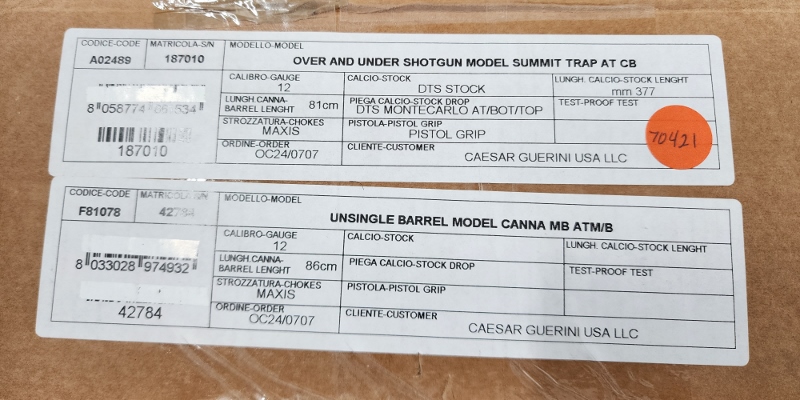 CODICE-CODE MATRICOLA-S/N MODELLO-MODEL
A02489 187010 OVER AND UNDER SHOTGUN MODEL SUMMIT TRAP AT CB
CALIBRO-GAUGE CALCIO-STOCK LUNGH. CALCIO-STOCK LENGHT
12 DTS STOCK mm 377
LUNGH.CANNA- PIEGA CALCIO-STOCK DROP TEST-PROOF TEST
BARREL LENGHT 81cm DTS MONTECARLO AT/BOT/TOP
8 058774
STROZZATURA-CHOKES PISTOLA-PISTOL GRIP
MAXIS PISTOL GRIP
70421
ORDINE-ORDER CLIENTE-CUSTOMER
187010 OC24/0707 CAESAR GUERINI USA LLC
CODICE-CODE MATRICOLA-S/N MODELLO-MODEL
F81078 42784 UNSINGLE BARREL MODEL CANNA MB ATM/B
CALIBRO-GAUGE CALCIO-STOCK LUNGH. CALCIO-STOCK LENGHT
12
LUNGH.CANNA- PIEGA CALCIO-STOCK DROP TEST-PROOF TEST
BARREL LENGHT 86cm
8 033028 974932
STROZZATURA-CHOKES PISTOLA-PISTOL GRIP
MAXIS
ORDINE-ORDER CLIENTE-CUSTOMER
42784 OC24/0707 CAESAR GUERINI USA LLC